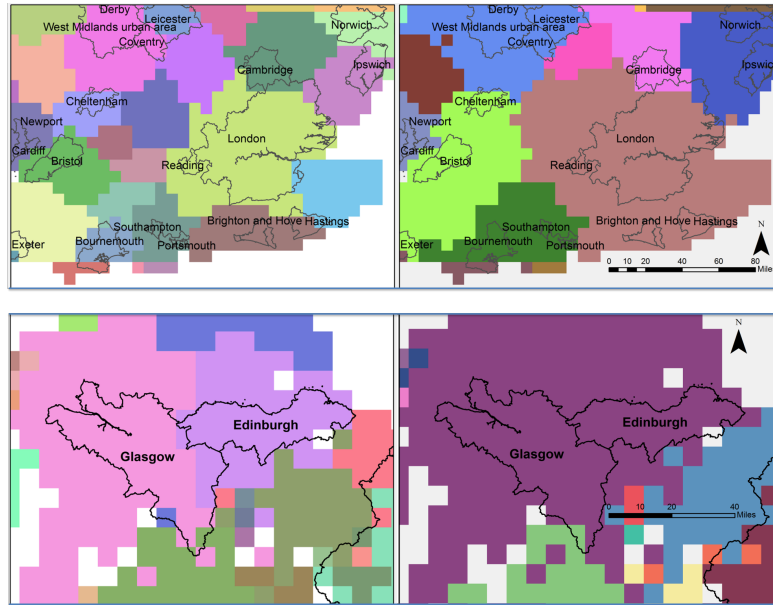 Derby
Leicester
Norwich
West Midlands urban area
Coventry
Ipswich
Cambridge
Cheltenham
Newport
London
Cardiff
Bristol
Reading
Southampton
Brighton and Hove Hastings
Exeter
Bournemouth
Portsmouth
Derby
Leicester
Norwich
West Midlands urban area
Coventry
Ipswich
Cambridge
Cheltenham
Newport
London
Cardiff
Bristol
Reading
Southampton
Brighton and Hove Hastings
Exeter
Bournemouth
Portsmouth
N
0 10 20 40 60 80
Miles
Edinburgh
Glasgow
N
Edinburgh
Glasgow
0 10 20 40
Miles